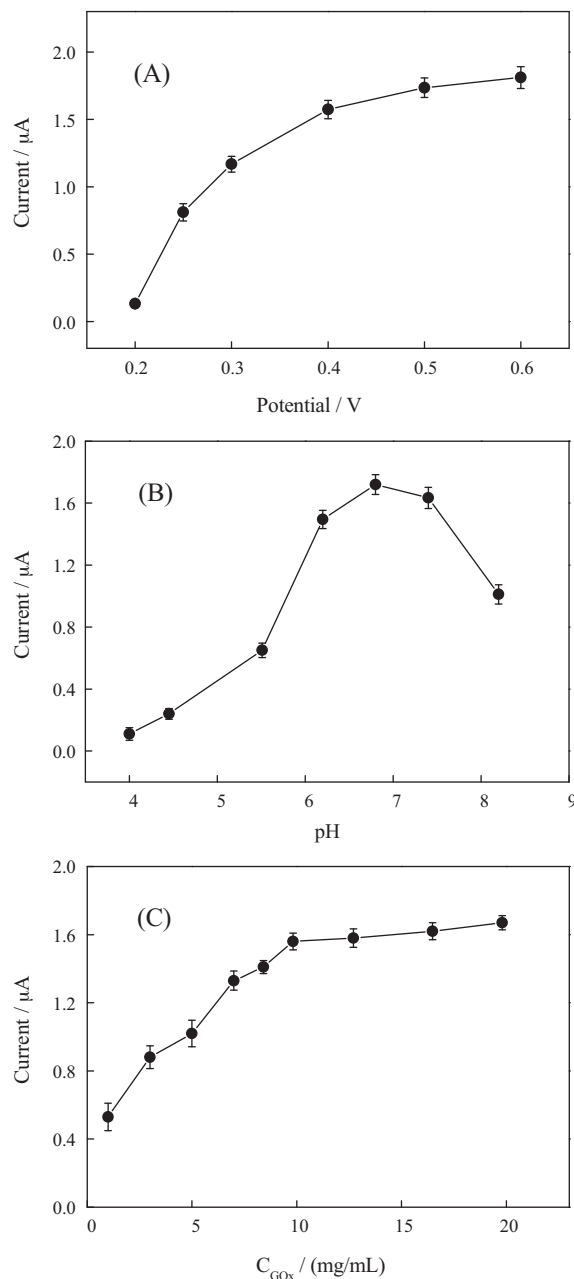 (A)
2.0
1.5
1.0
0.5
0.0
Current / μA
0.2 0.3 0.4 0.5 0.6
Potential / V
(B)
2.0
1.6
1.2
0.8
0.4
0.0
Current / μA
4 5 6 7 8 9
pH
(C)
2.0
1.6
1.2
0.8
0.4
0.0
Current / μA
0 5 10 15 20
C_GOx / (mg/mL)